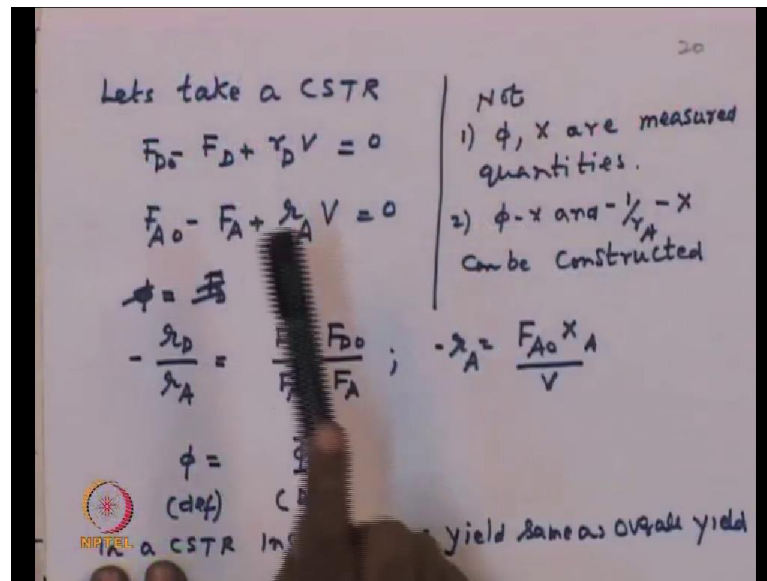 20
Lets take a CSTR
F_D0 - F_D + r_D V = 0
F_A0 - F_A + r_A V = 0
- r_D / r_A = F_D0 / F_A ; - r_A = F_A0 X_A / V
φ =
(def)
In a CSTR yield same as overall yield
Not
1) φ, x are measured
quantities.
2) φ-x and -1/r_A - x
can be constructed
NPTEL